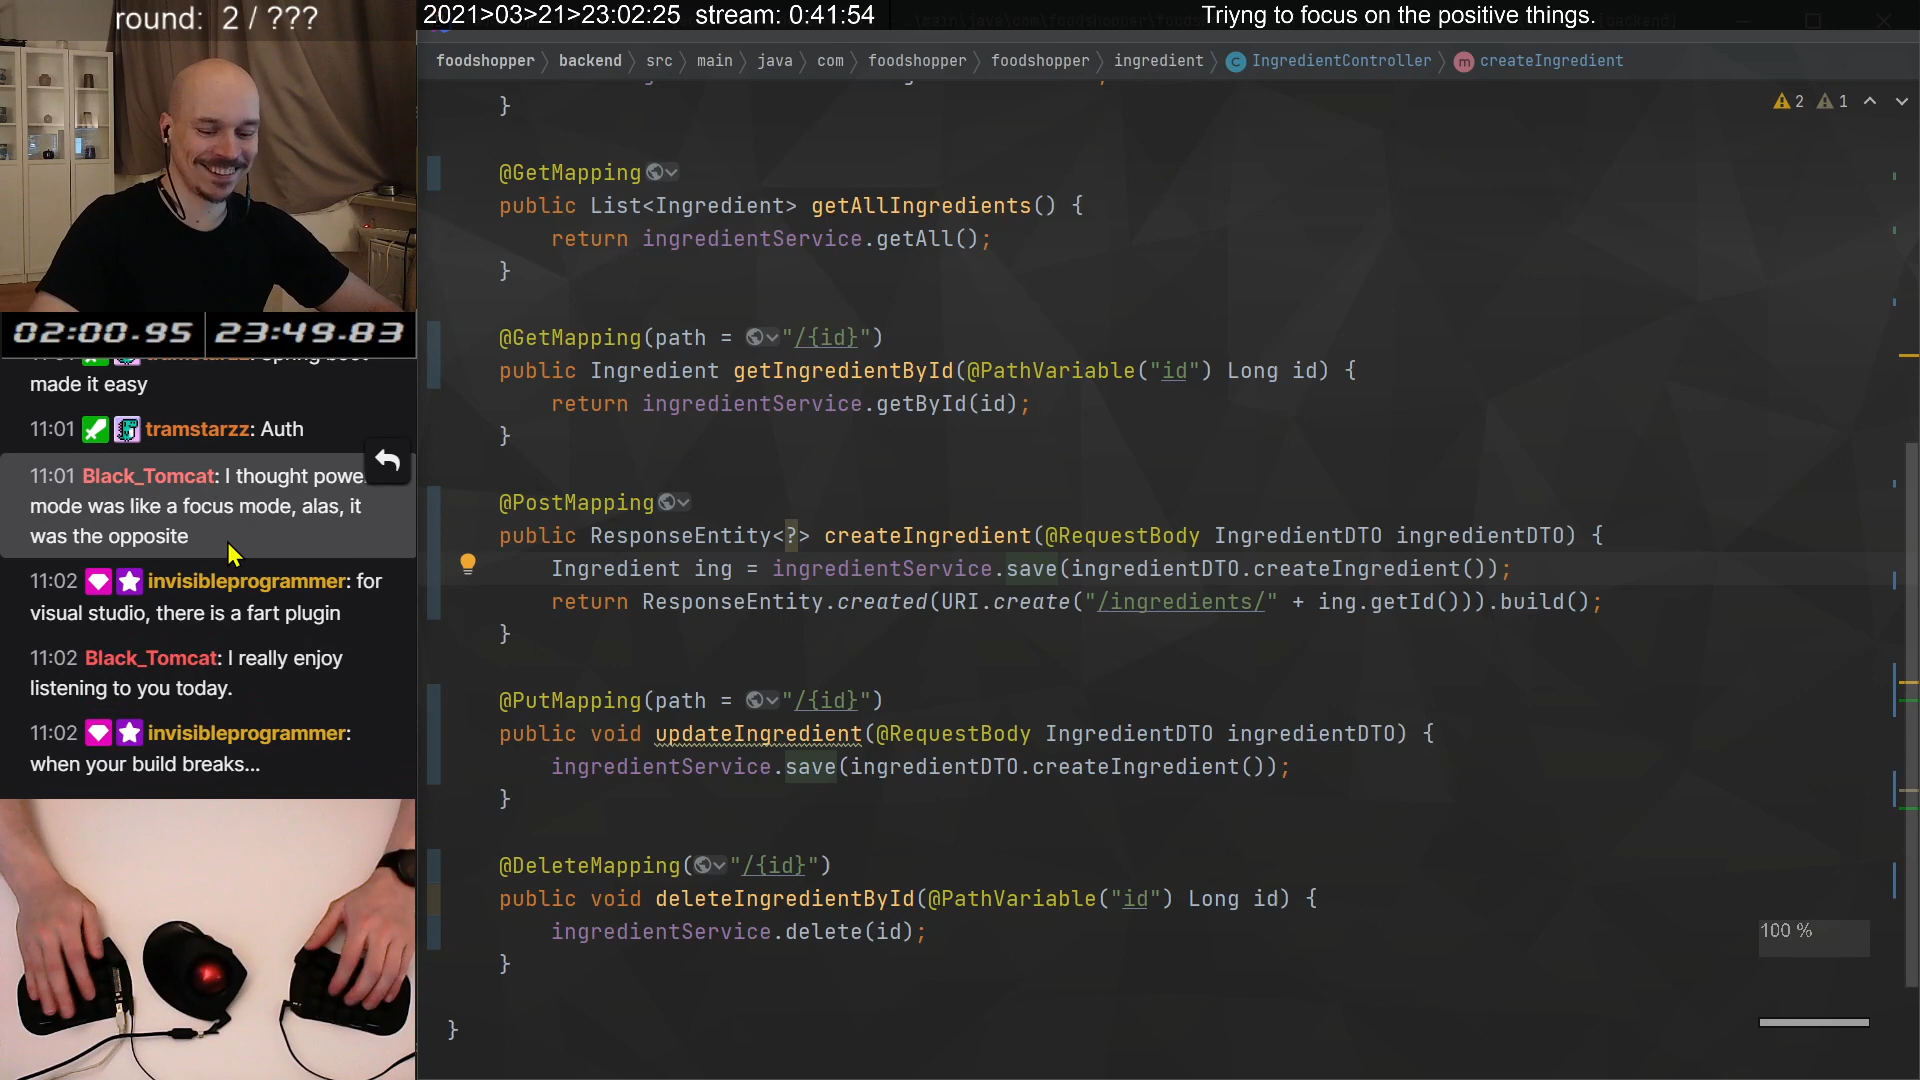 round: 2 / ???
2021>03>21>23:02:25 stream: 0:41:54
Triyng to focus on the positive things.
foodshopper backend src main java com foodshopper foodshopper ingredient IngredientController createIngredient
2 1
}
@GetMapping
public List<Ingredient> getAllIngredients() {
return ingredientService.getAll();
}
@GetMapping(path = "/{id}")
public Ingredient getIngredientById(@PathVariable("id") Long id) {
return ingredientService.getById(id);
}
@PostMapping
public ResponseEntity<?> createIngredient(@RequestBody IngredientDTO ingredientDTO) {
Ingredient ing = ingredientService.save(ingredientDTO.createIngredient());
return ResponseEntity.created(URI.create("/ingredients/" + ing.getId())).build();
}
@PutMapping(path = "/{id}")
public void updateIngredient(@RequestBody IngredientDTO ingredientDTO) {
ingredientService.save(ingredientDTO.createIngredient());
}
@DeleteMapping("/{id}")
public void deleteIngredientById(@PathVariable("id") Long id) {
ingredientService.delete(id);
}
}
100 %
02:00.95 23:49.83
made it easy
11:01 tramstarzz: Auth
11:01 Black_Tomcat: I thought powe
mode was like a focus mode, alas, it
was the opposite
11:02 invisibleprogrammer: for
visual studio, there is a fart plugin
11:02 Black_Tomcat: I really enjoy
listening to you today.
11:02 invisibleprogrammer:
when your build breaks...